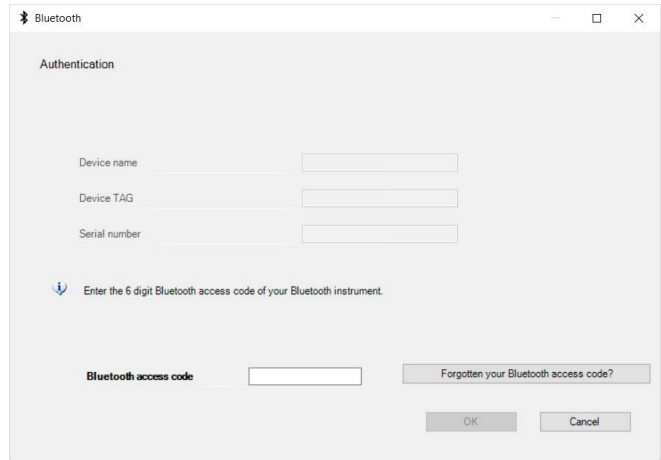 Bluetooth
Authentication
Device name
Device TAG
Serial number
Enter the 6 digit Bluetooth access code of your Bluetooth instrument.
Bluetooth access code
Forgotten your Bluetooth access code?
OK
Cancel